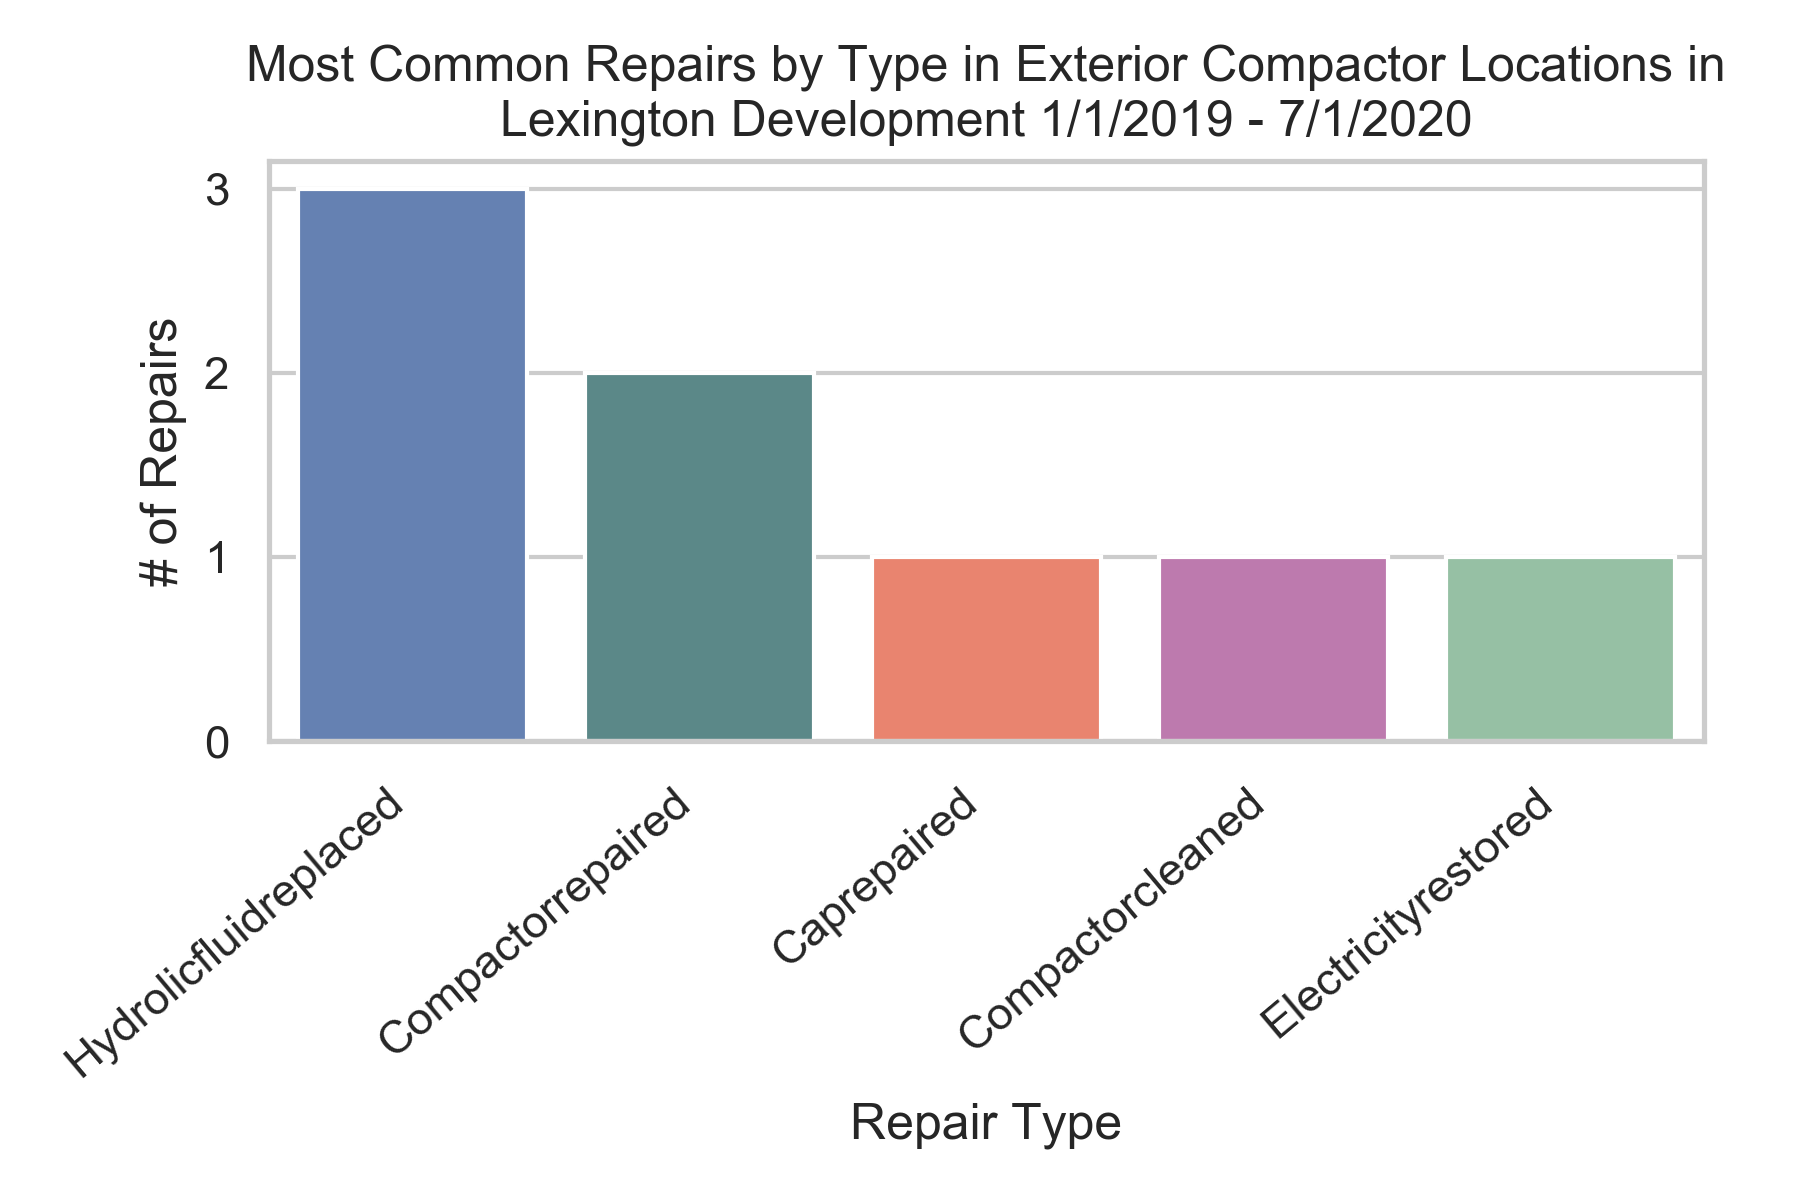 Most Common Repairs by Type in Exterior Compactor Locations in
Lexington Development 1/1/2019 - 7/1/2020
# of Repairs
3
2
1
0
Hydrolicfluidreplaced
Compactorrepaired
Caprepaired
Compactorcleaned
Electricityrestored
Repair Type